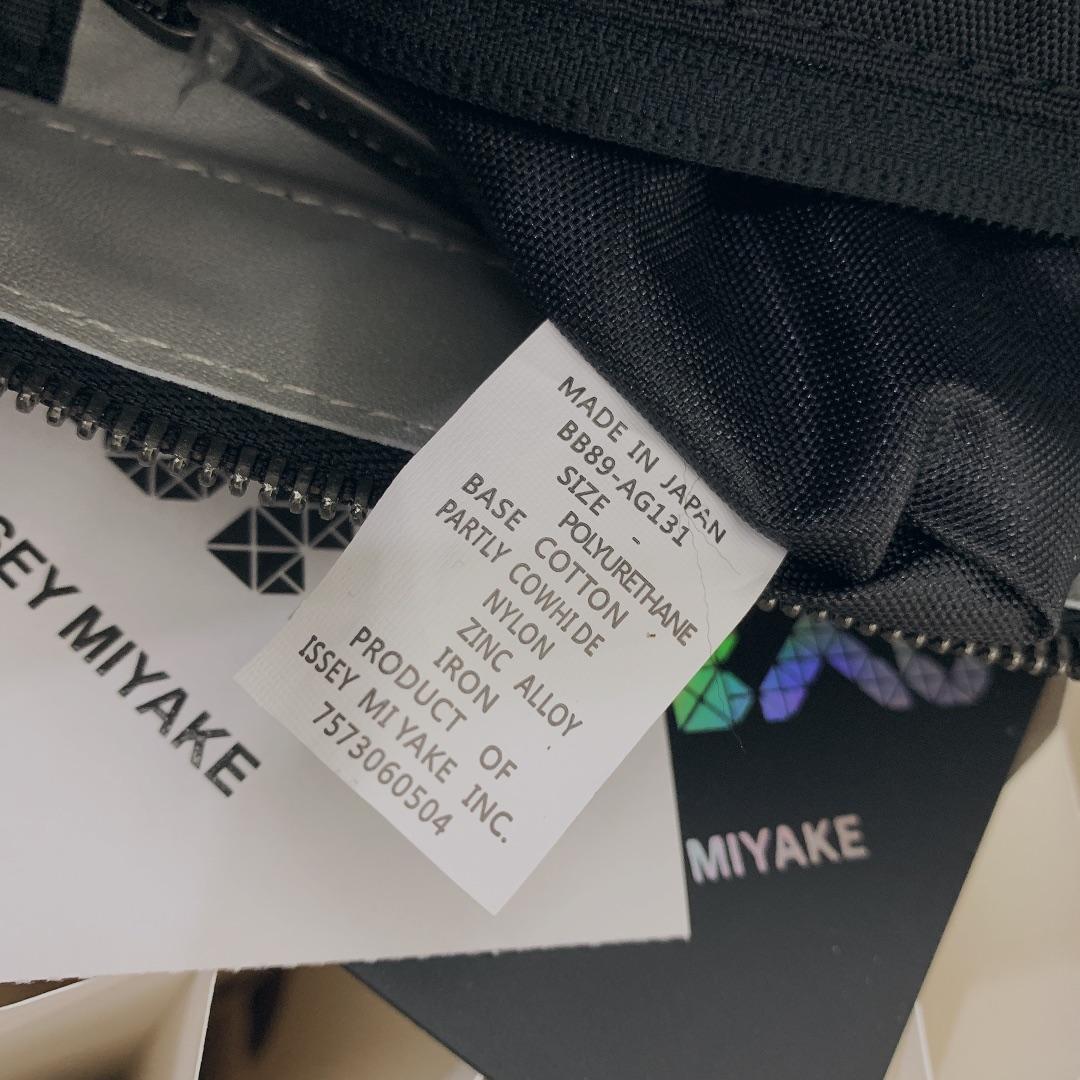 MADE IN JAPAN
BB89-AG131
SIZE -
POLYURETHANE
BASE COTTON
PARTLY COWHIDE
NYLON
ZINC ALLOY
IRON
PRODUCT OF
ISSEY MIYAKE INC.
7573060504
SEY MIYAKE
MIYAKE